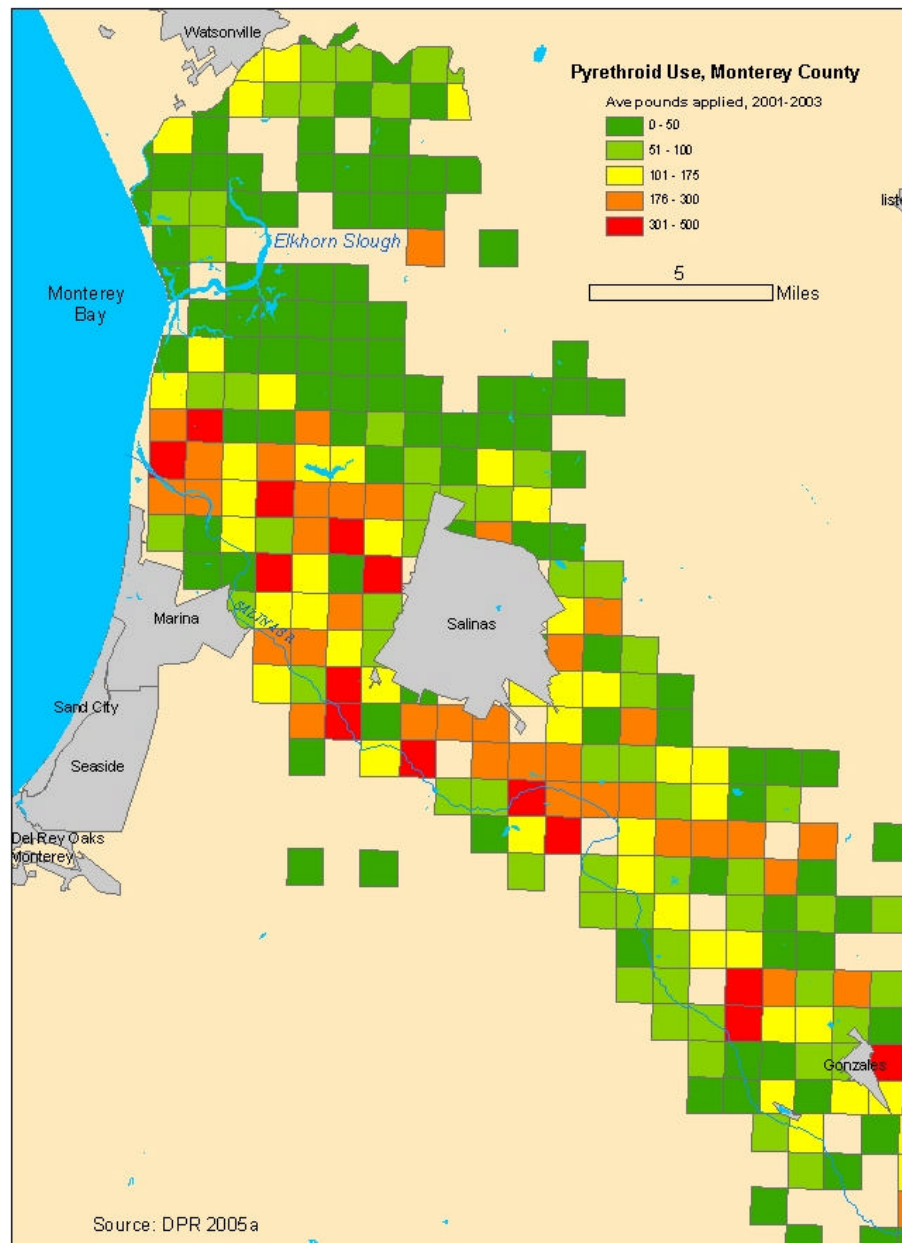 Watsonville
Pyrethroid Use, Monterey County
Ave pounds applied, 2001-2003
0 - 50
51 - 100
101 - 175
176 - 300
301 - 500
liste
Elkhorn Slough
5
Miles
Monterey
Bay
Marina
SALINAS R
Salinas
Sand City
Seaside
Del Rey Oaks
Monterey
Gonzales
Source: DPR 2005a